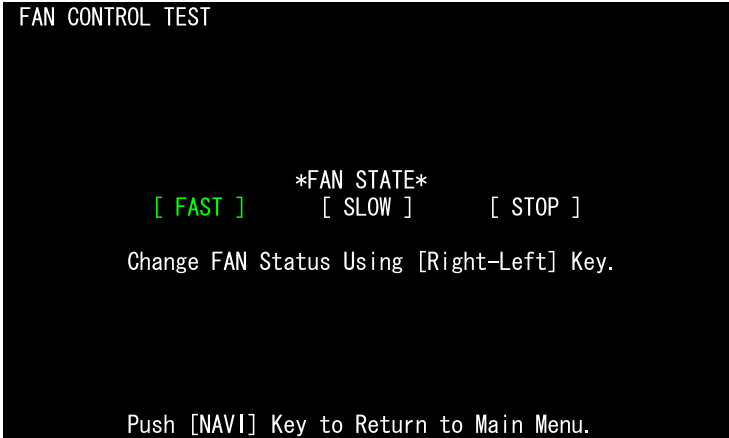 FAN CONTROL TEST
*FAN STATE*
[ FAST ] [ SLOW ] [ STOP ]
Change FAN Status Using [Right-Left] Key.
Push [NAVI] Key to Return to Main Menu.